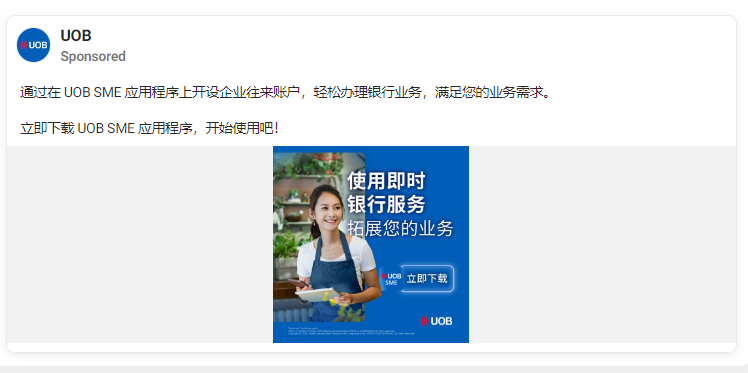 UOB
UOB
Sponsored
通过在 UOB SME 应用程序上开设企业往来账户，轻松办理银行业务，满足您的业务需求。
立即下载 UOB SME 应用程序，开始使用吧！
使用即时
银行服务
拓展您的业务
UOB
SME
立即下载
UOB